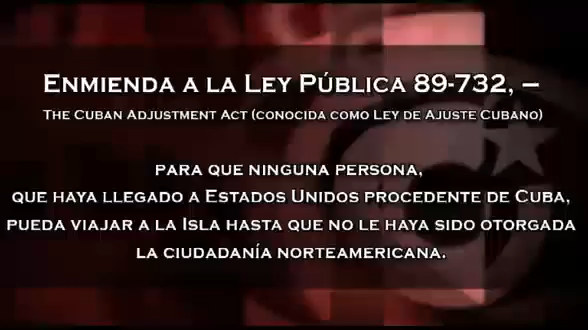 Enmienda a la Ley Pública 89-732, –
The Cuban Adjustment Act (conocida como Ley de Ajuste Cubano)
para que ninguna persona,
que haya llegado a Estados Unidos procedente de Cuba,
pueda viajar a la Isla hasta que no le haya sido otorgada
la ciudadanía norteamericana.